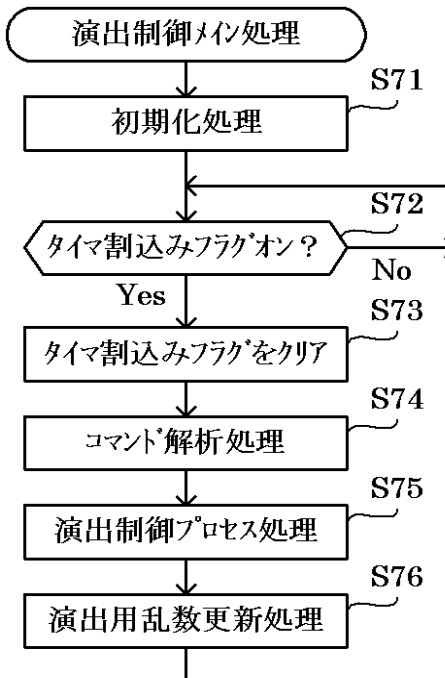 演出制御メイン処理
S71
初期化処理
S72
タイマ割込みフラグオン？
No
Yes
S73
タイマ割込みフラグをクリア
S74
コマンド解析処理
S75
演出制御プロセス処理
S76
演出用乱数更新処理